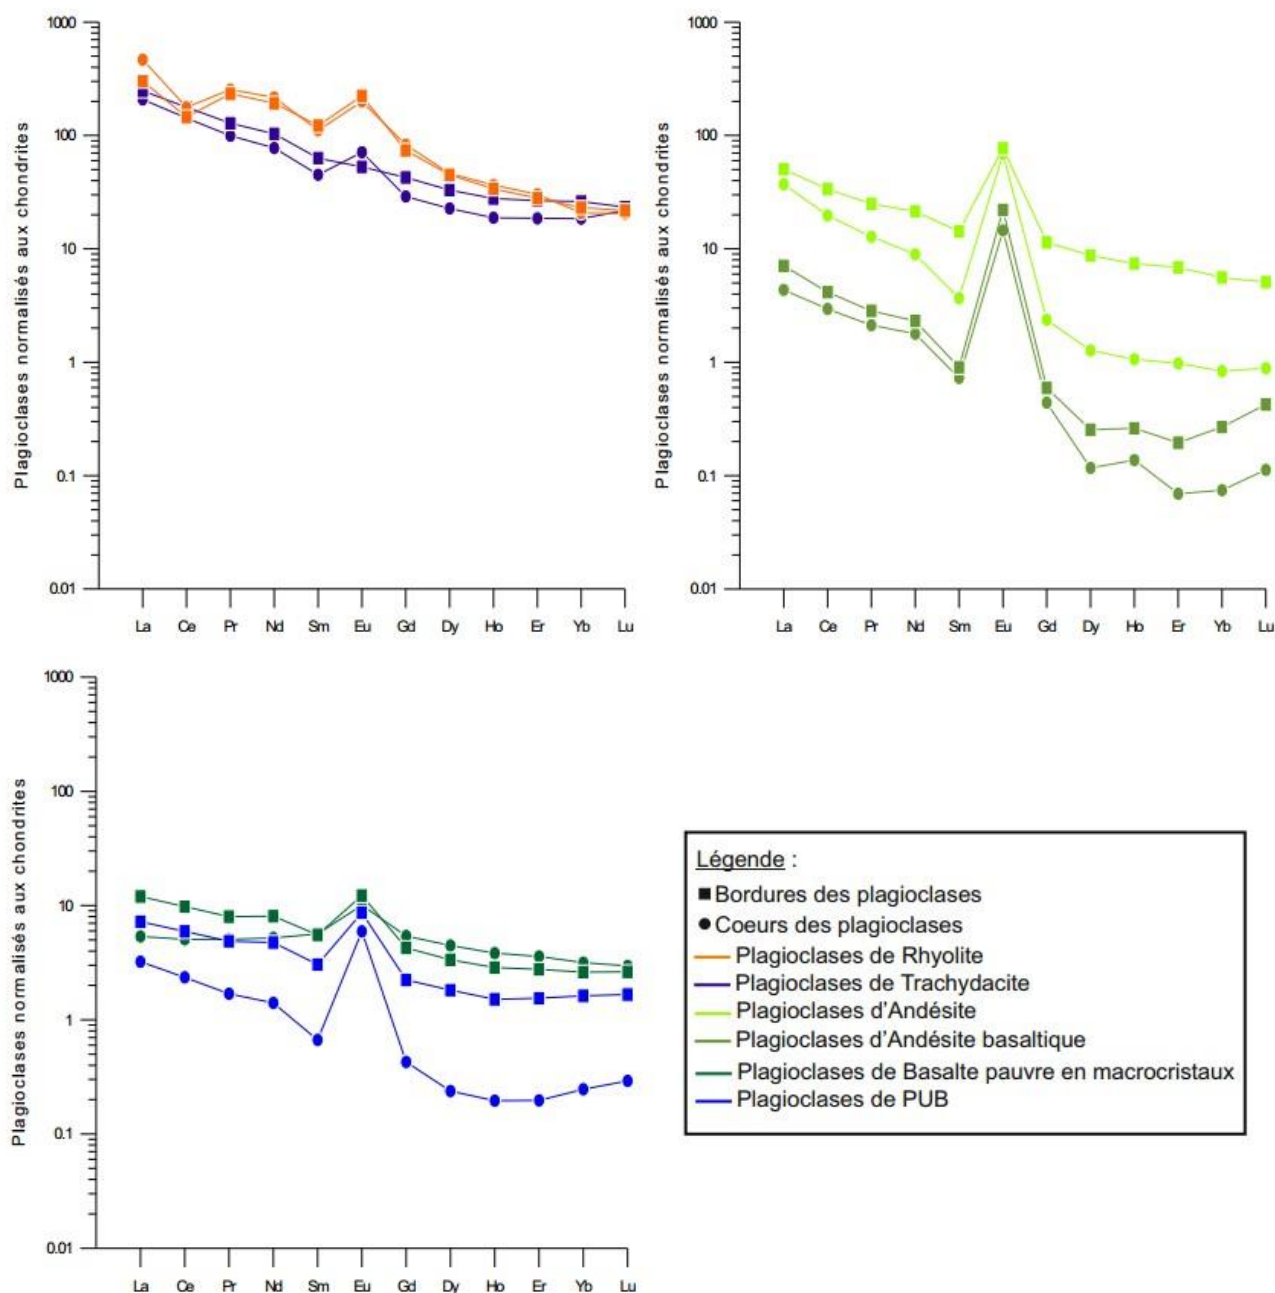 Plagioclases normalisés aux chondrites
1000
100
10
1
0.1
0.01
La Ce Pr Nd Sm Eu Gd Dy Ho Er Yb Lu
Plagioclases normalisés aux chondrites
1000
100
10
1
0.1
0.01
La Ce Pr Nd Sm Eu Gd Dy Ho Er Yb Lu
Plagioclases normalisés aux chondrites
1000
100
10
1
0.1
0.01
La Ce Pr Nd Sm Eu Gd Dy Ho Er Yb Lu
Légende :
Bordures des plagioclases
Coeurs des plagioclases
Plagioclases de Rhyolite
Plagioclases de Trachydacite
Plagioclases d'Andésite
Plagioclases d'Andésite basaltique
Plagioclases de Basalte pauvre en macrocristaux
Plagioclases de PUB